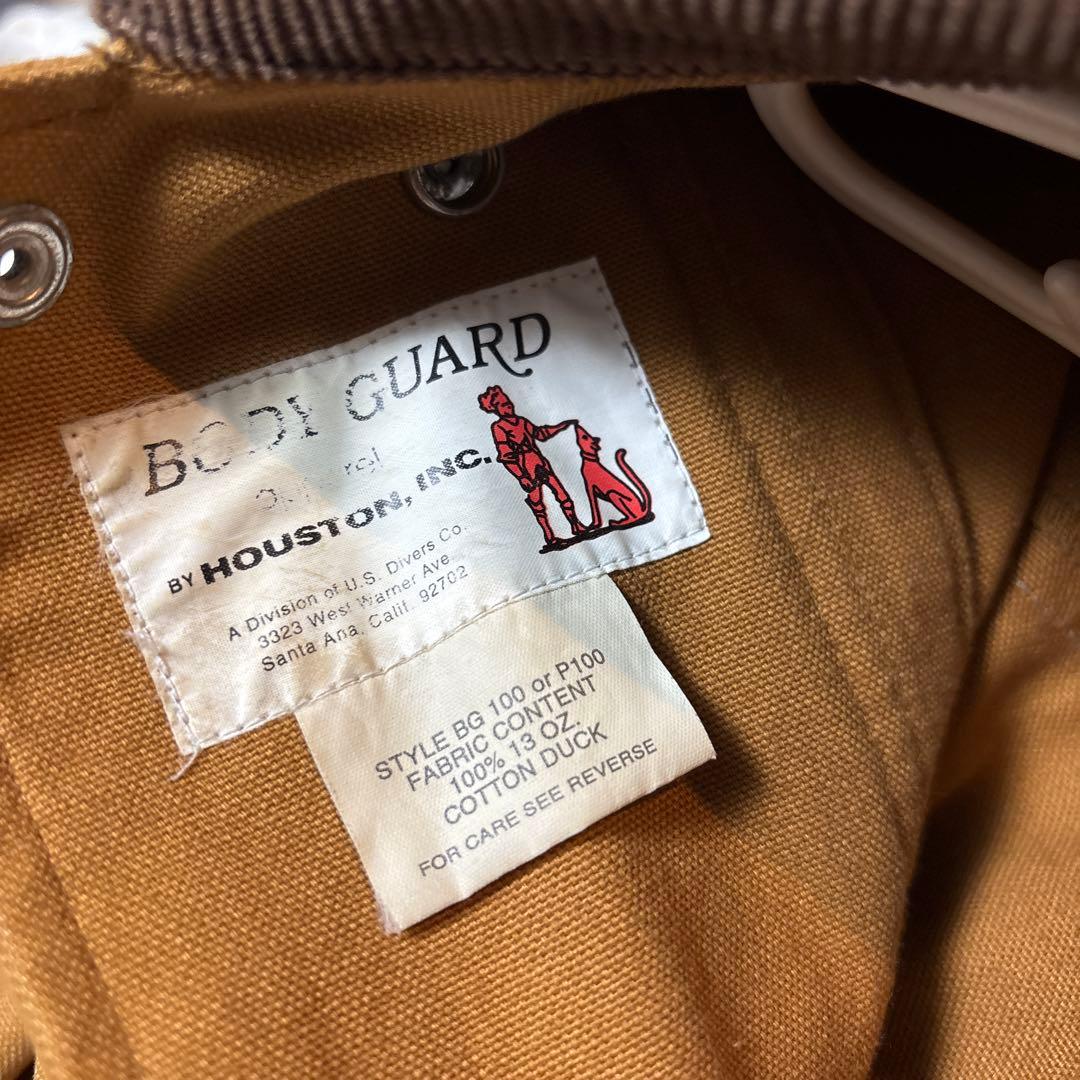 BODY GUARD
BY HOUSTON, INC.
A Division of U.S. Divers Co.
3323 West Warner Ave.
Santa Ana, Calif. 92702
STYLE BG 100 or P100
FABRIC CONTENT
100% 13 OZ.
COTTON DUCK
FOR CARE SEE REVERSE